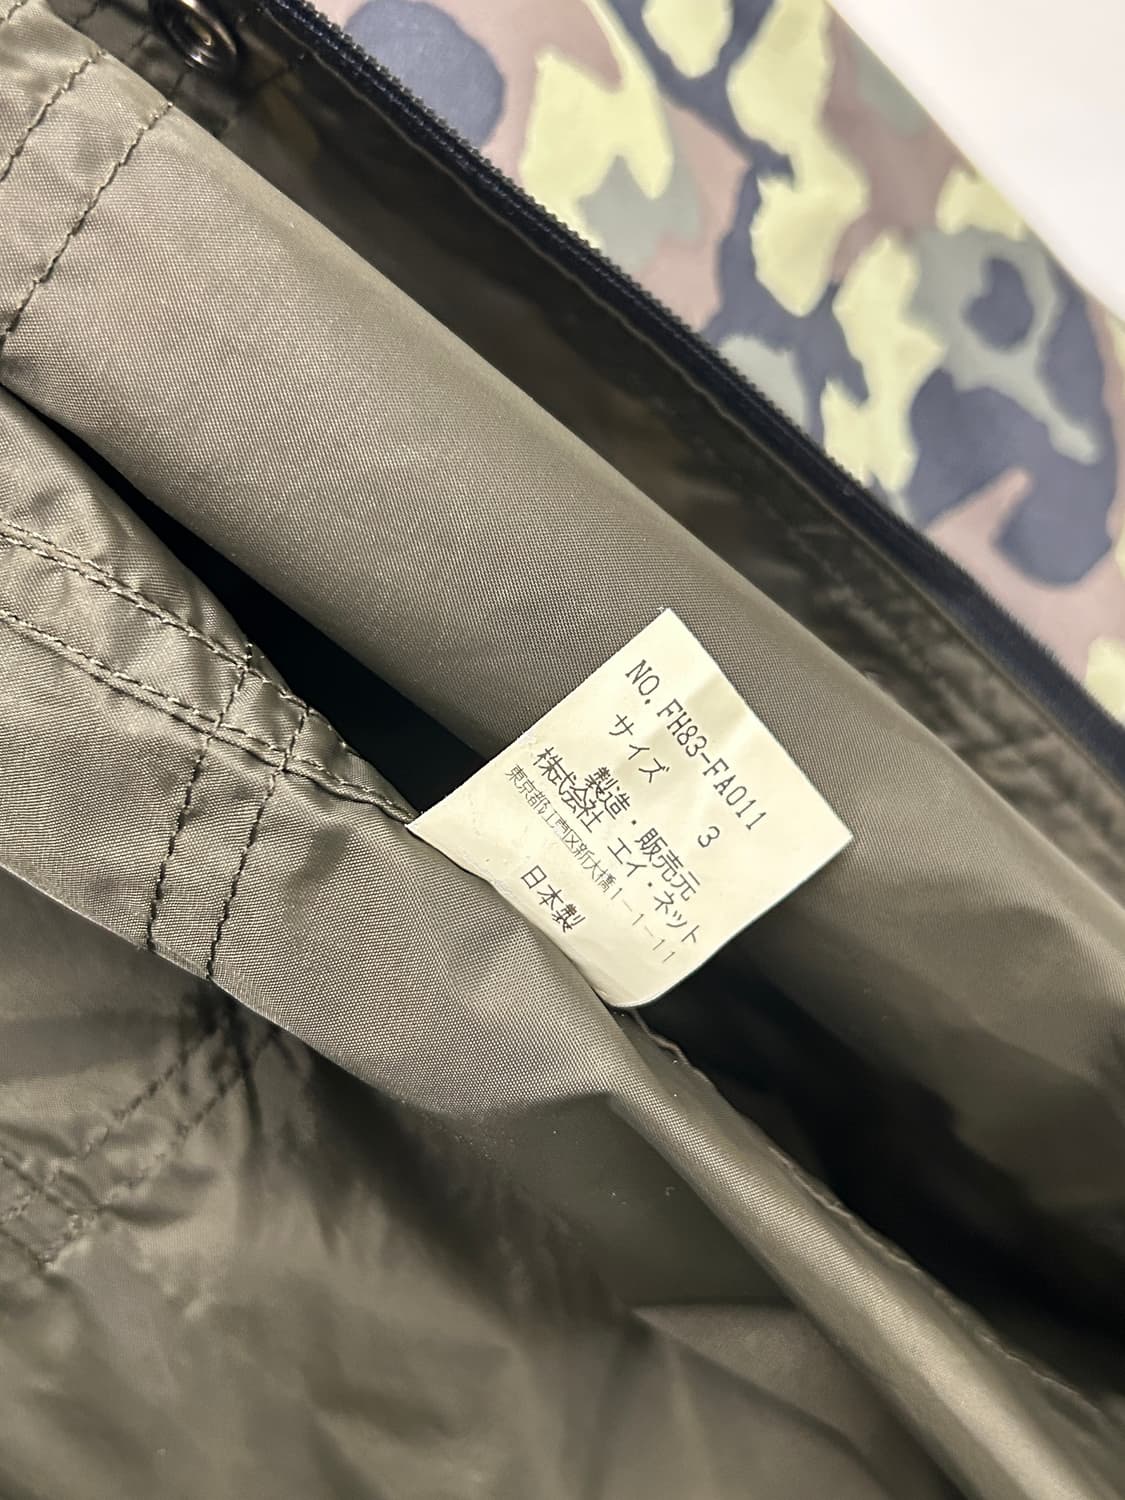 NO.FH83-FA011
サイズ 3
製造・販売元
株式会社 エイ・ネット
東京都江東区新大橋1-1-11
日本製